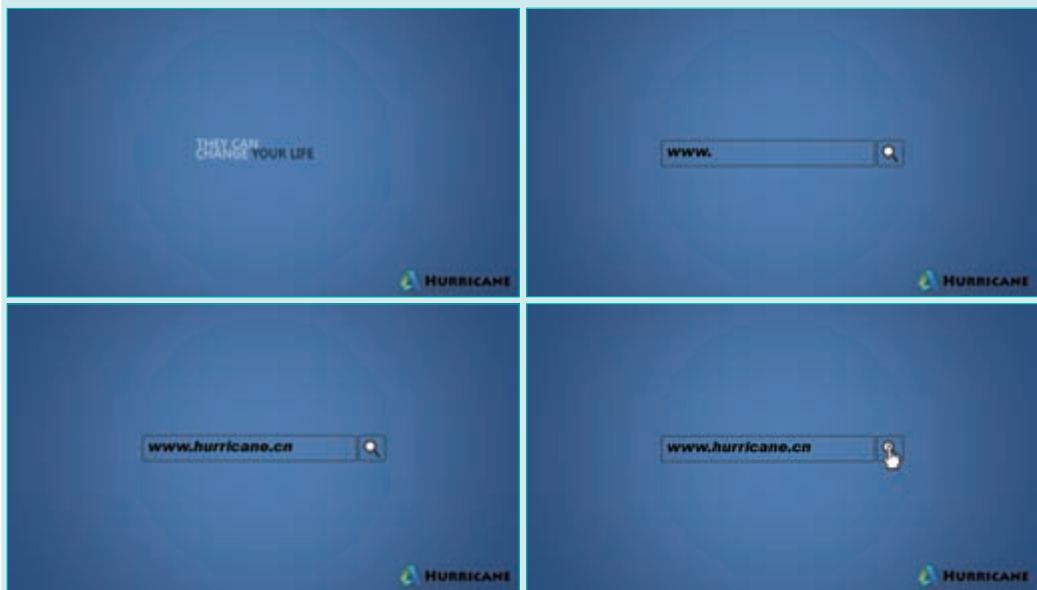 THEY CAN
CHANGE YOUR LIFE
HURRICANE
www.
HURRICANE
www.hurricane.cn
HURRICANE
www.hurricane.cn
HURRICANE